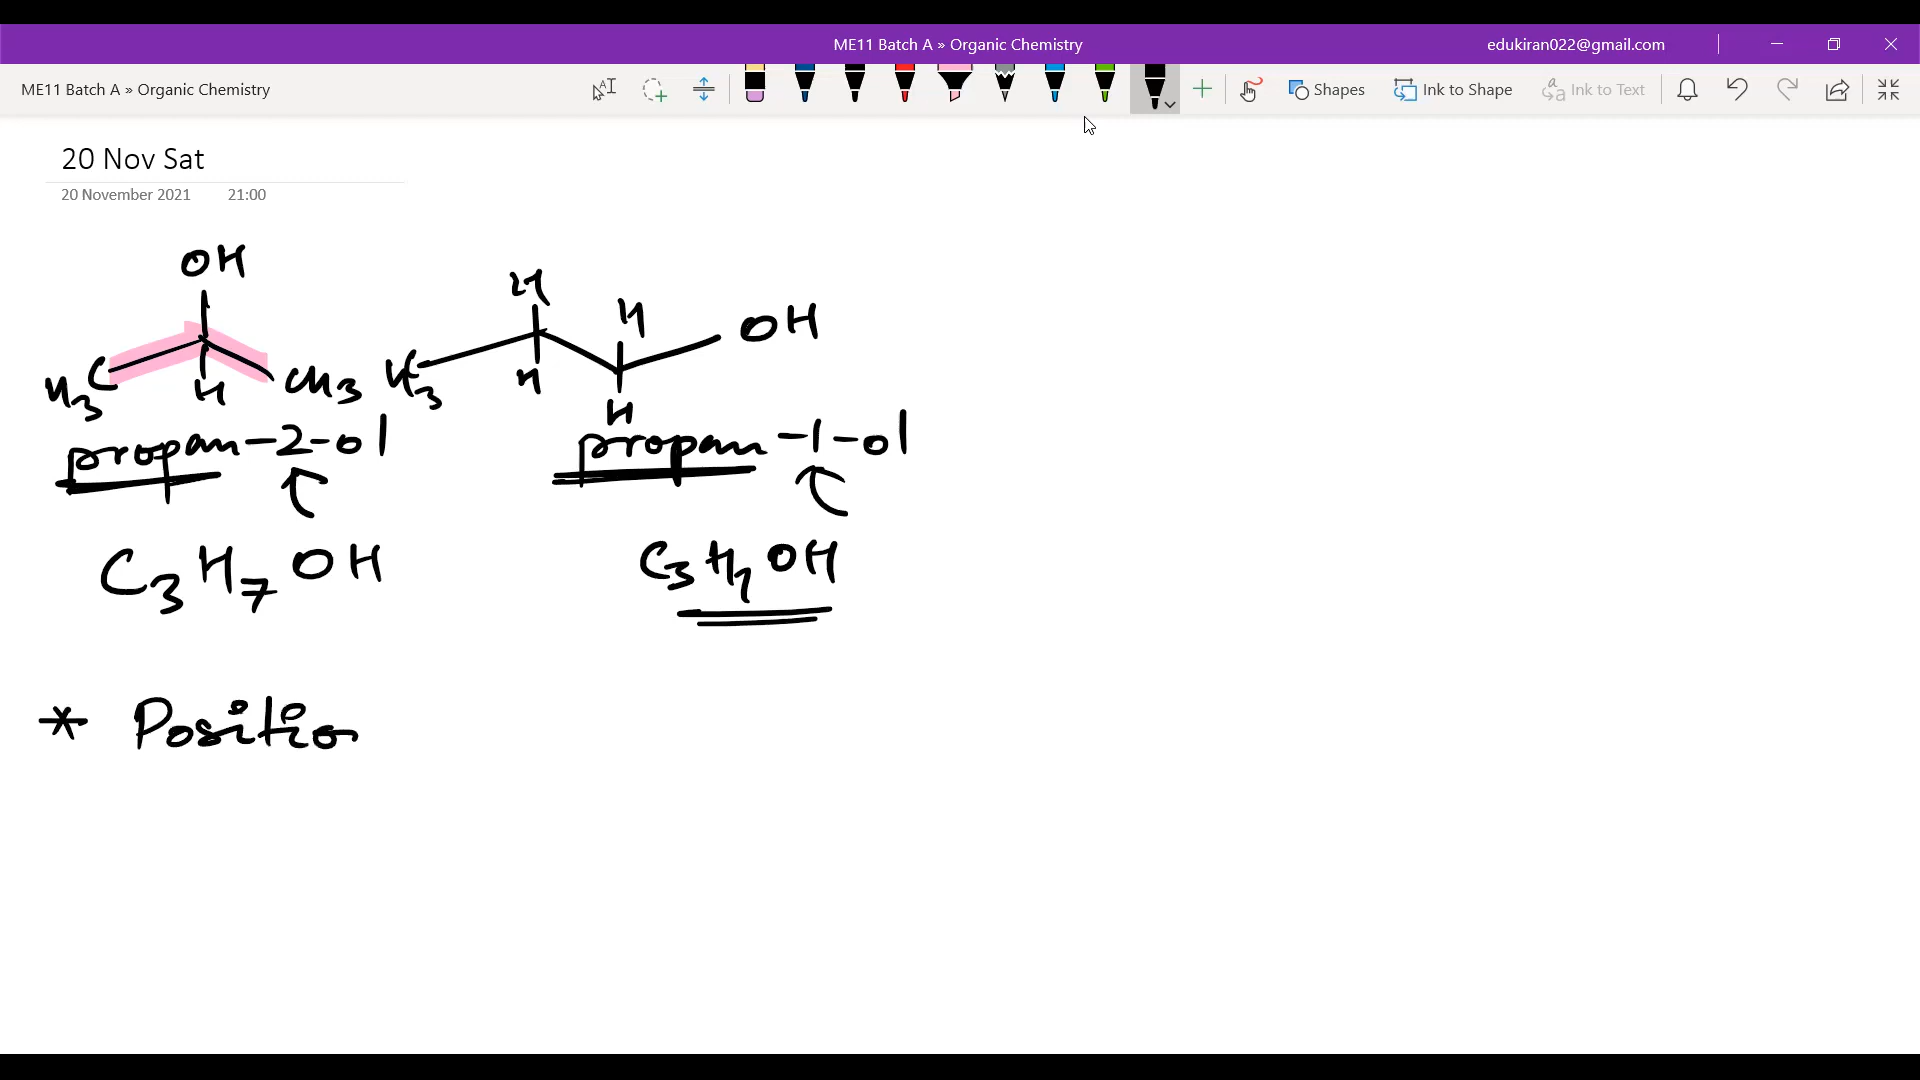 ME11 Batch A » Organic Chemistry
edukiran022@gmail.com
ME11 Batch A » Organic Chemistry
Shapes
Ink to Shape
Ink to Text
20 Nov Sat
20 November 2021 21:00
OH
H₃C H CH₃
propan-2-ol
C₃H₇OH
H H OH
H₃C H H
propan-1-ol
C₃H₇OH
* Positio